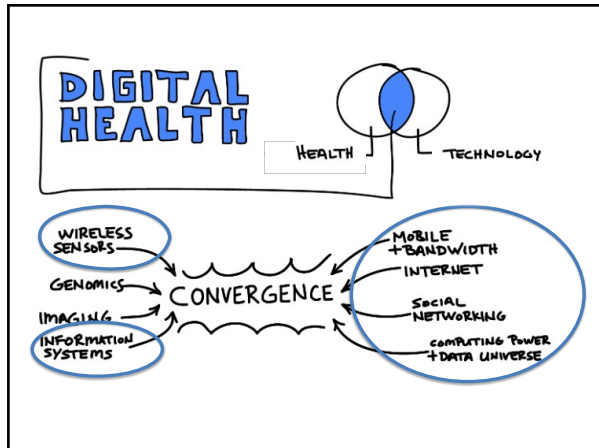 DIGITAL
HEALTH
HEALTH
TECHNOLOGY
WIRELESS
SENSORS
GENOMICS
IMAGING
INFORMATION
SYSTEMS
CONVERGENCE
MOBILE
+BANDWIDTH
INTERNET
SOCIAL
NETWORKING
COMPUTING POWER
+DATA UNIVERSE